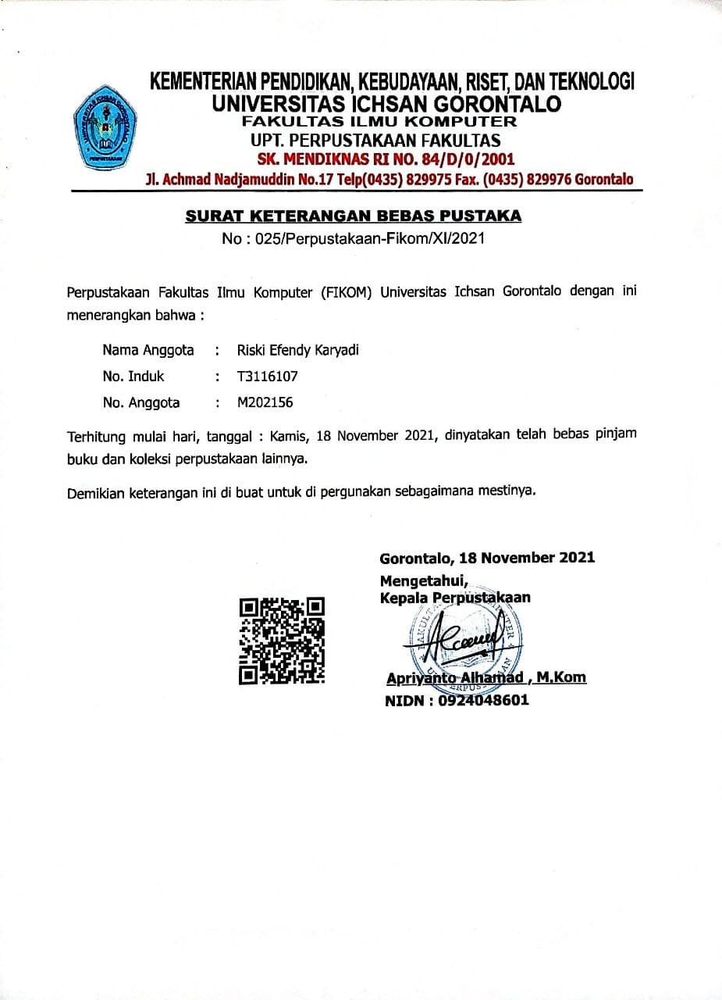 KEMENTERIAN PENDIDIKAN, KEBUDAYAAN, RISET, DAN TEKNOLOGI
UNIVERSITAS ICHSAN GORONTALO
FAKULTAS ILMU KOMPUTER
UPT. PERPUSTAKAAN FAKULTAS
SK. MENDIKNAS RI NO. 84/D/0/2001
Jl. Achmad Nadjamuddin No.17 Telp(0435) 829975 Fax. (0435) 829976 Gorontalo
UNIVERSITAS ICHSAN GORONTALO
PERPUSTAKAAN
SURAT KETERANGAN BEBAS PUSTAKA
No : 025/Perpustakaan-Fikom/XI/2021
Perpustakaan Fakultas Ilmu Komputer (FIKOM) Universitas Ichsan Gorontalo dengan ini
menerangkan bahwa :
Nama Anggota : Riski Efendy Karyadi
No. Induk : T3116107
No. Anggota : M202156
Terhitung mulai hari, tanggal : Kamis, 18 November 2021, dinyatakan telah bebas pinjam
buku dan koleksi perpustakaan lainnya.
Demikian keterangan ini di buat untuk di pergunakan sebagaimana mestinya.
Gorontalo, 18 November 2021
Mengetahui,
Kepala Perpustakaan
Apriyanto Alhamad , M.Kom
NIDN : 0924048601